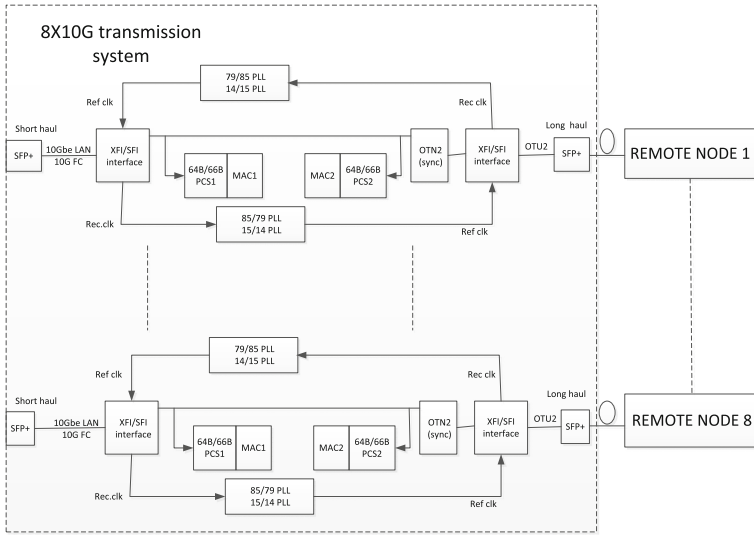 8X10G transmission
system
79/85 PLL
14/15 PLL
Ref clk
Rec clk
Short haul
Long haul
SFP+
10Gbe LAN
10G FC
XFI/SFI
interface
64B/66B
PCS1
MAC1
MAC2
64B/66B
PCS2
OTN2
(sync)
XFI/SFI
interface
OTU2
SFP+
REMOTE NODE 1
Rec.clk
85/79 PLL
15/14 PLL
Ref clk
79/85 PLL
14/15 PLL
Ref clk
Rec clk
Short haul
Long haul
SFP+
10Gbe LAN
10G FC
XFI/SFI
interface
64B/66B
PCS1
MAC1
MAC2
64B/66B
PCS2
OTN2
(sync)
XFI/SFI
interface
OTU2
SFP+
REMOTE NODE 8
Rec.clk
85/79 PLL
15/14 PLL
Ref clk